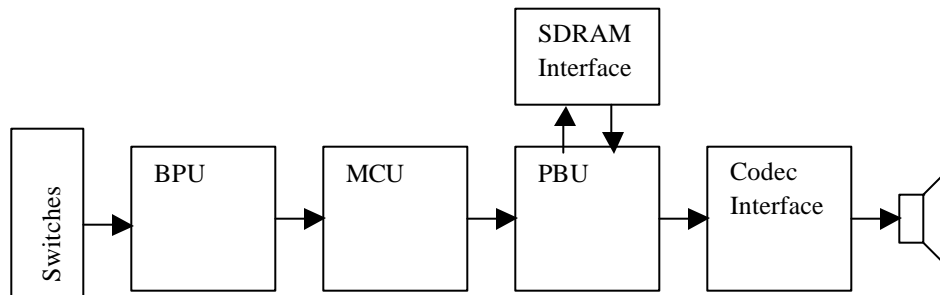 SDRAM
Interface
Switches
BPU
MCU
PBU
Codec
Interface